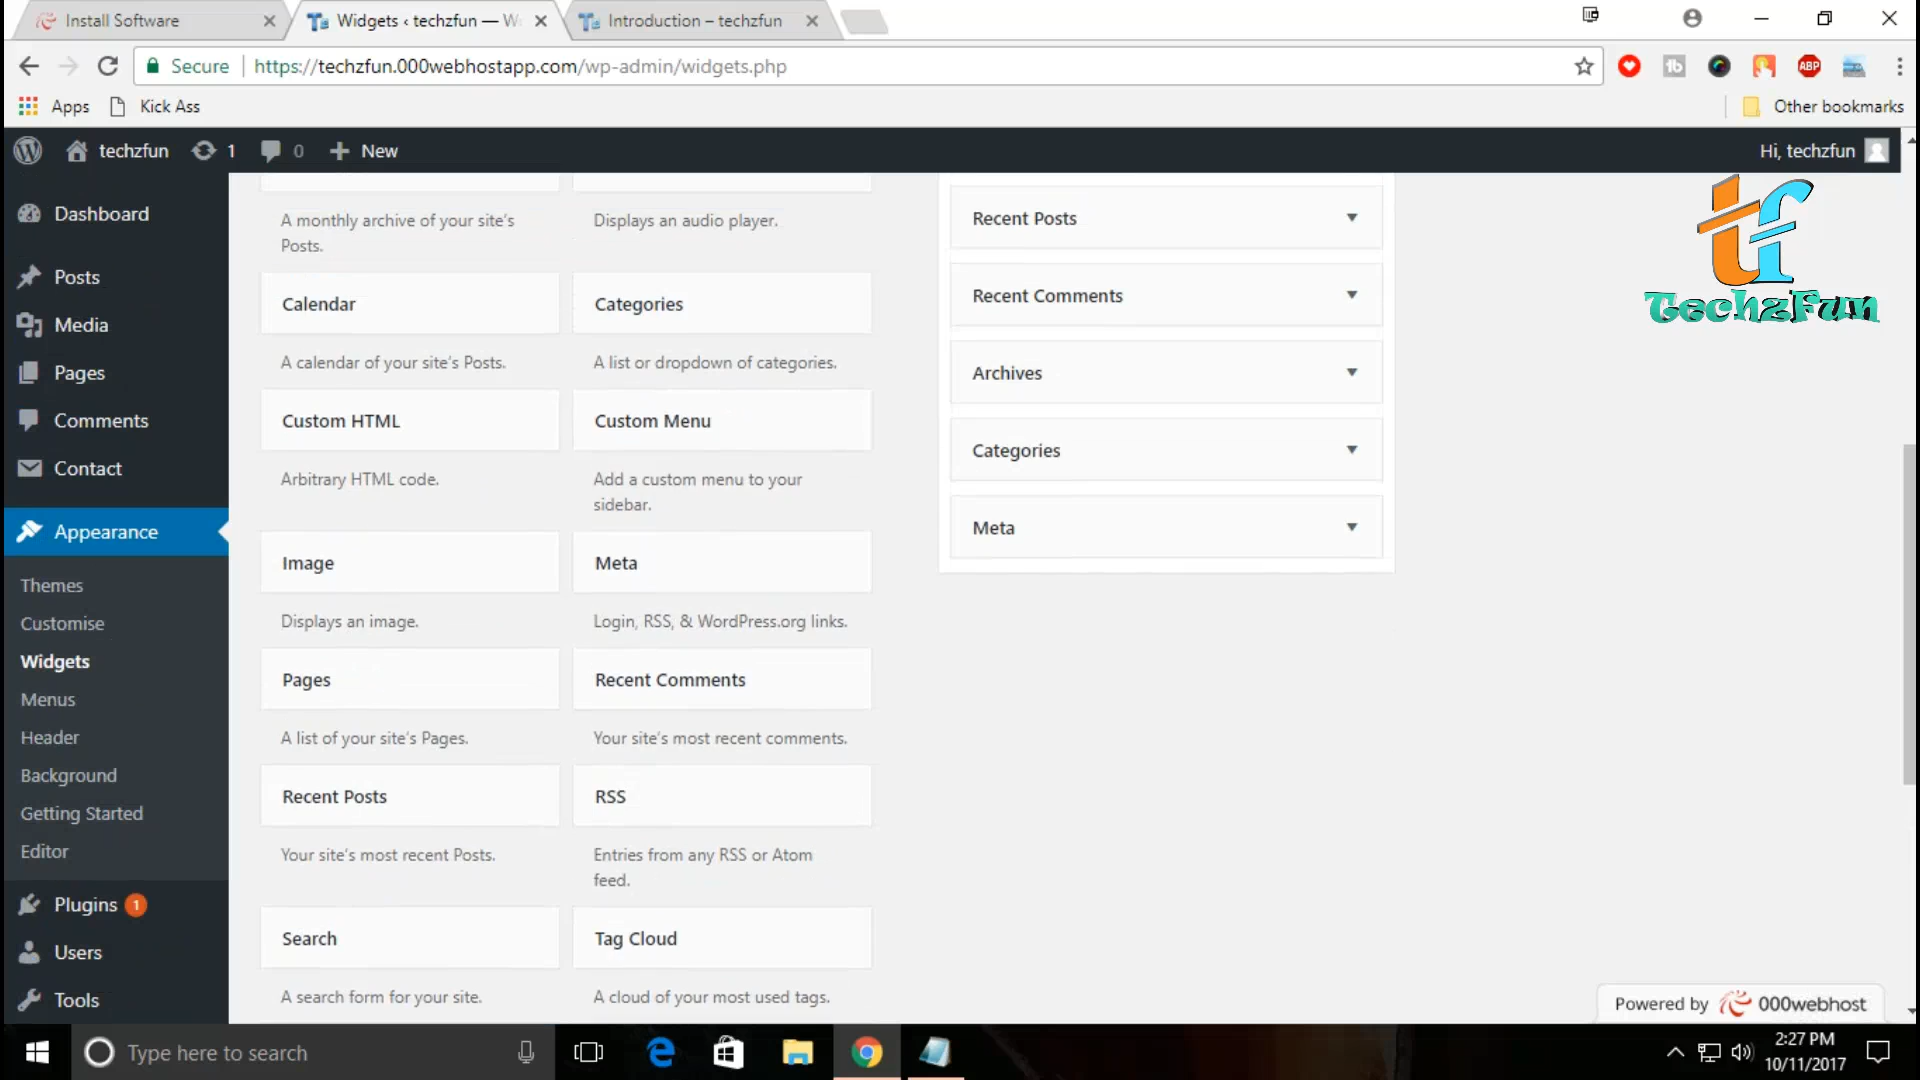 Install Software
Widgets ‹ techzfun — W
Introduction – techzfun
Secure
https://techzfun.000webhostapp.com/wp-admin/widgets.php
ABP
Apps
Kick Ass
Other bookmarks
techzfun
1
0
New
Hi, techzfun
Dashboard
Posts
Media
Pages
Comments
Contact
Appearance
Themes
Customise
Widgets
Menus
Header
Background
Getting Started
Editor
Plugins 1
Users
Tools
A monthly archive of your site's
Posts.
Displays an audio player.
Calendar
Categories
A calendar of your site's Posts.
A list or dropdown of categories.
Custom HTML
Custom Menu
Arbitrary HTML code.
Add a custom menu to your
sidebar.
Image
Meta
Displays an image.
Login, RSS, & WordPress.org links.
Pages
Recent Comments
A list of your site's Pages.
Your site's most recent comments.
Recent Posts
RSS
Your site's most recent Posts.
Entries from any RSS or Atom
feed.
Search
Tag Cloud
A search form for your site.
A cloud of your most used tags.
Recent Posts
Recent Comments
Archives
Categories
Meta
tf
TechzFun
Powered by 000webhost
Type here to search
2:27 PM
10/11/2017